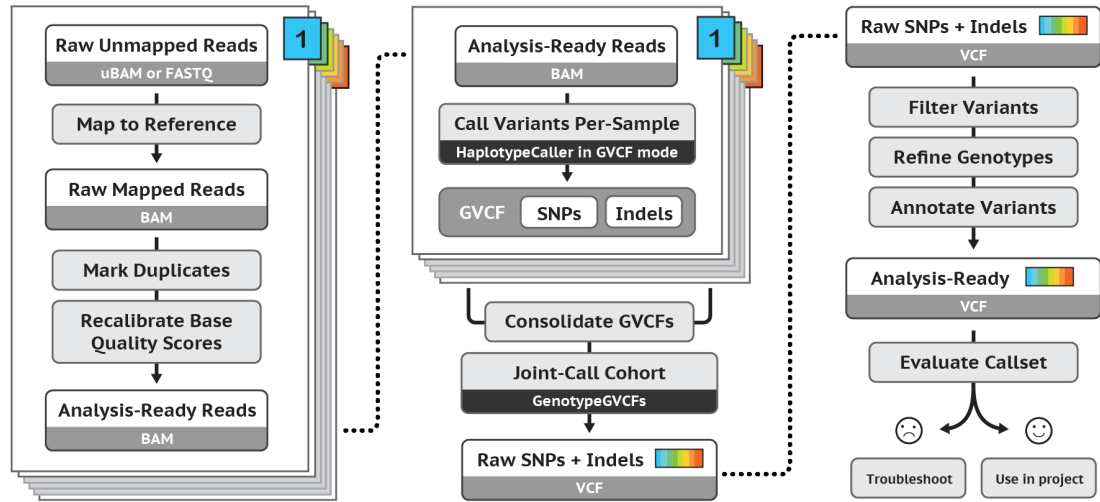 1
Raw Unmapped Reads
uBAM or FASTQ
Map to Reference
Raw Mapped Reads
BAM
Mark Duplicates
Recalibrate Base
Quality Scores
Analysis-Ready Reads
BAM
1
Analysis-Ready Reads
BAM
Call Variants Per-Sample
HaplotypeCaller in GVCF mode
GVCF SNPs Indels
Consolidate GVCFs
Joint-Call Cohort
GenotypeGVCFs
Raw SNPs + Indels
VCF
Raw SNPs + Indels
VCF
Filter Variants
Refine Genotypes
Annotate Variants
Analysis-Ready
VCF
Evaluate Callset
Troubleshoot
Use in project